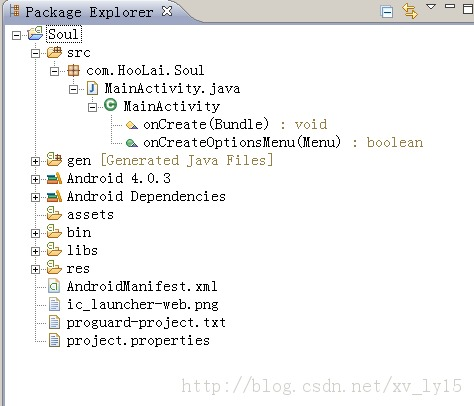 Package Explorer
Soul
src
com.HooLai.Soul
MainActivity.java
MainActivity
onCreate(Bundle) : void
onCreateOptionsMenu(Menu) : boolean
gen [Generated Java Files]
Android 4.0.3
Android Dependencies
assets
bin
libs
res
AndroidManifest.xml
ic_launcher-web.png
proguard-project.txt
project.properties
http://blog.csdn.net/xv_ly15